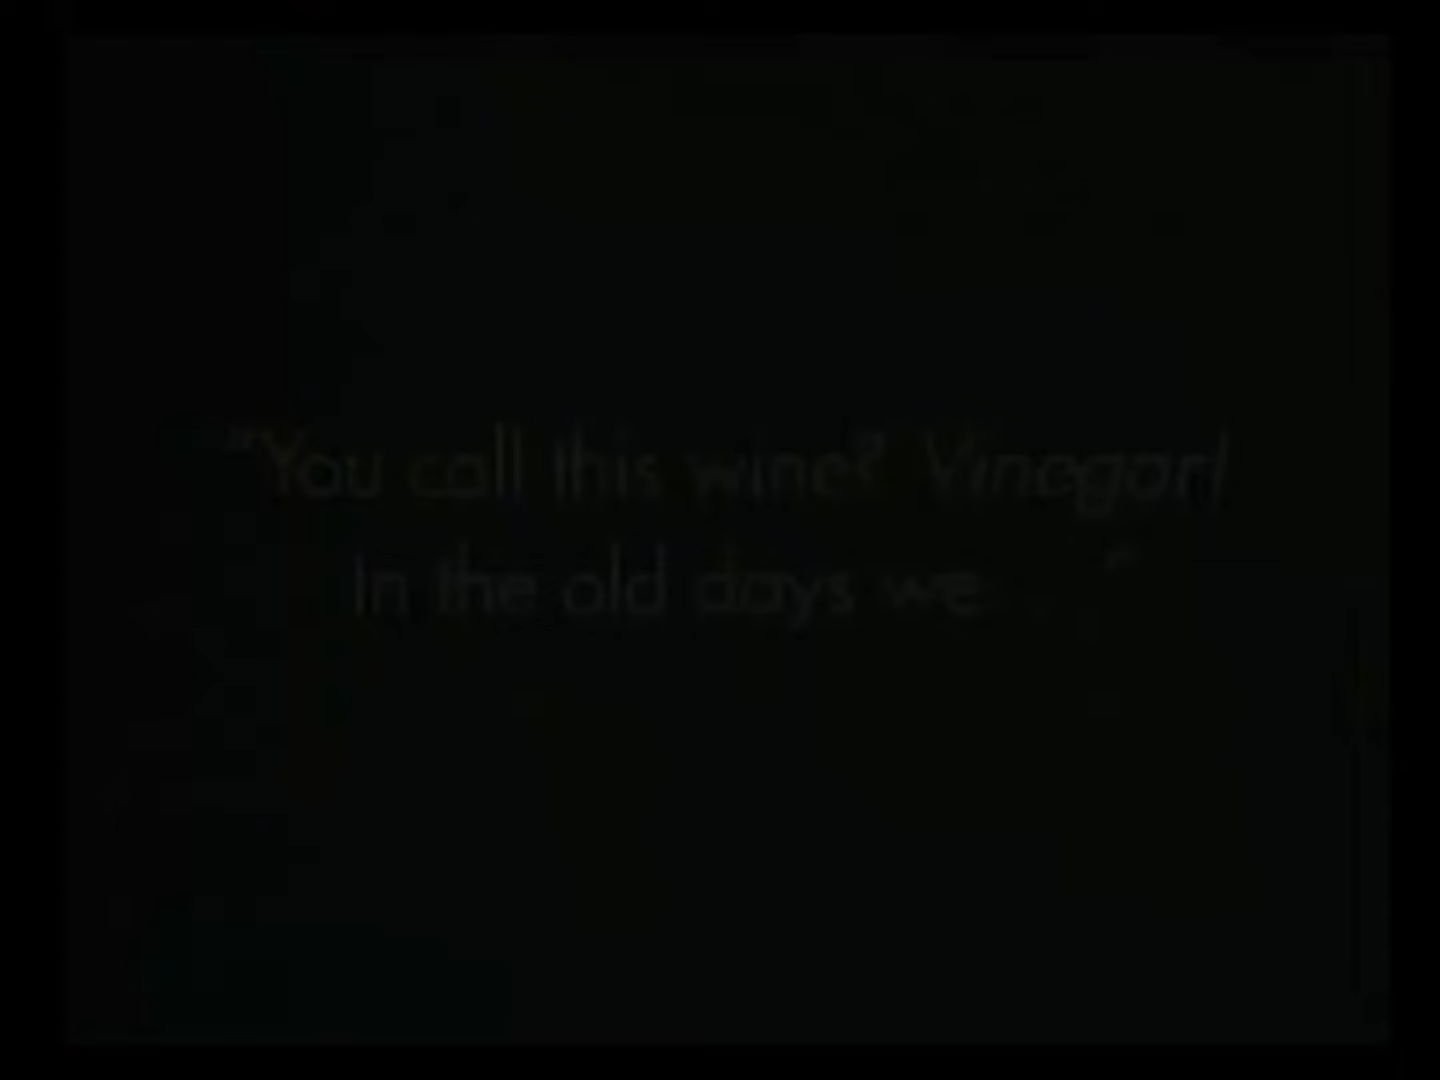 "You call this wine? Vinegar!
In the old days we . . ."